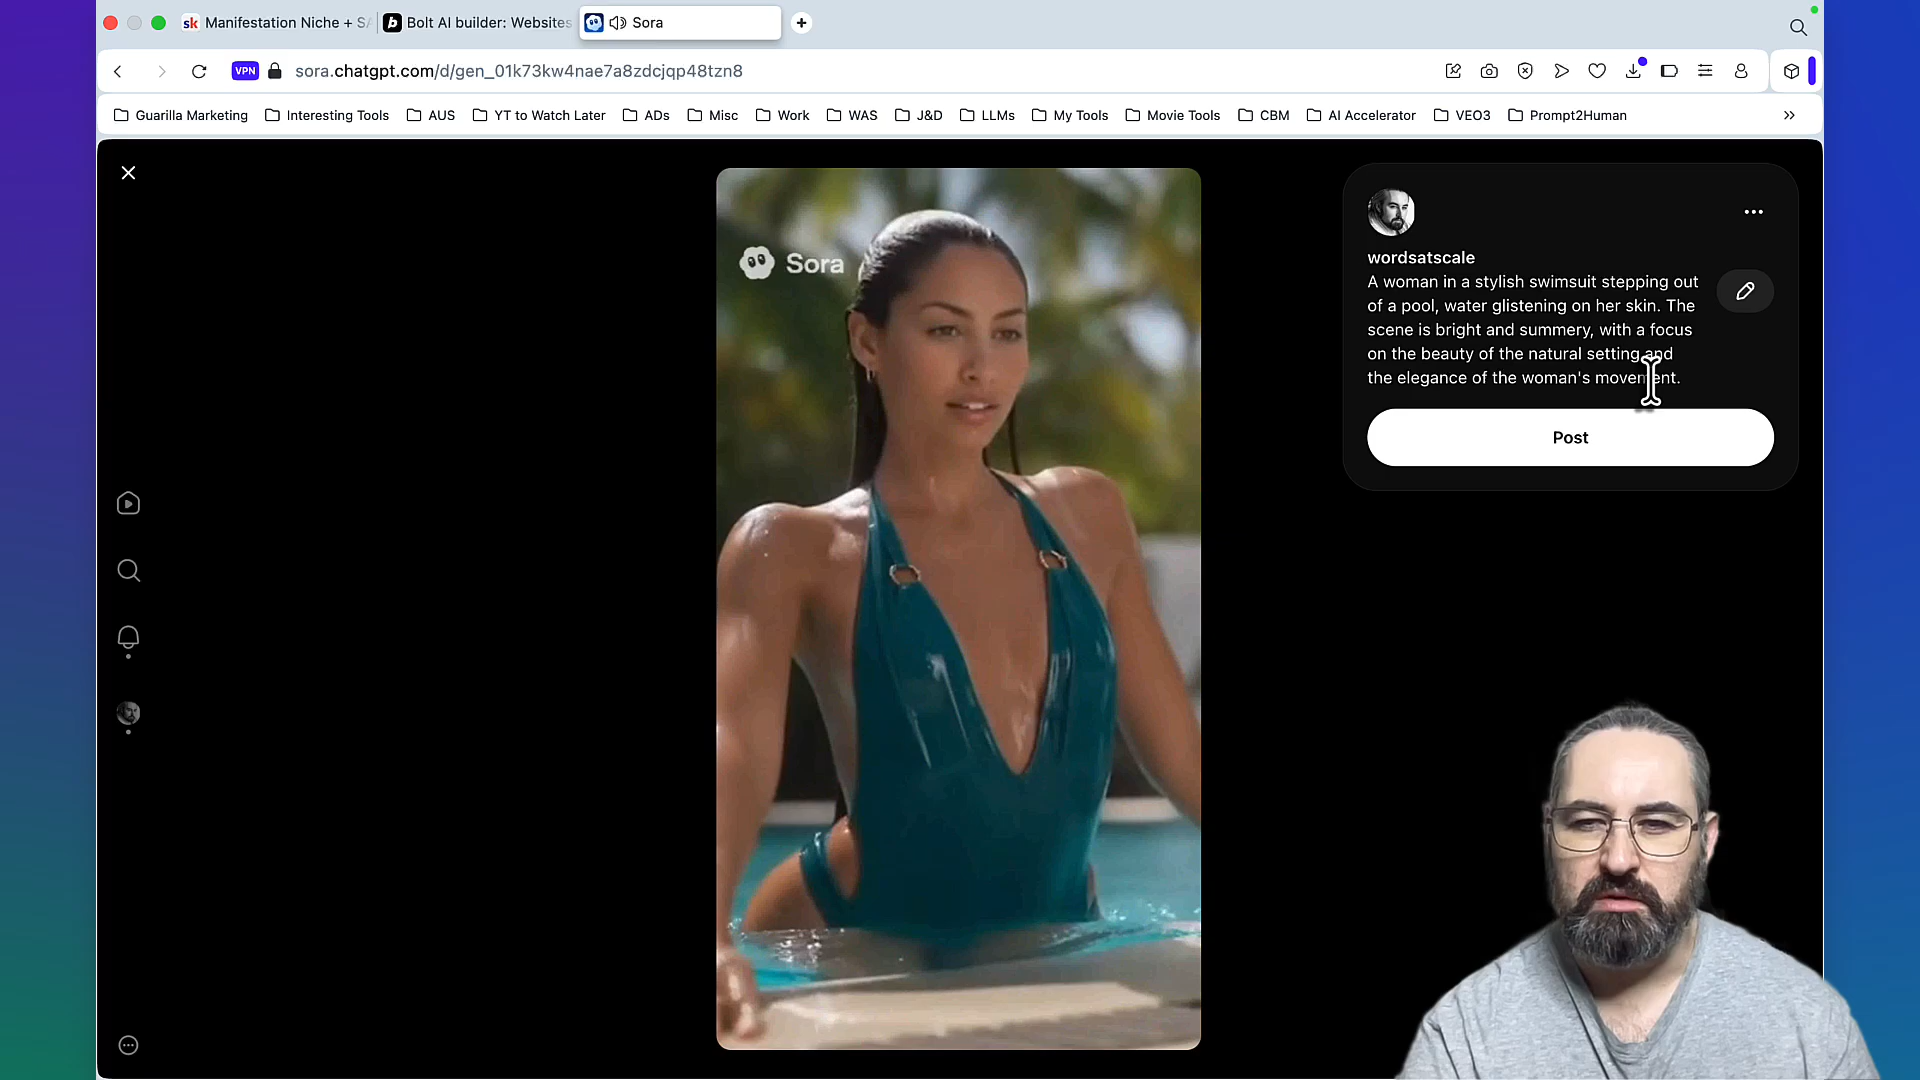 sk Manifestation Niche + SA
b Bolt AI builder: Websites
Sora
VPN
sora.chatgpt.com/d/gen_01k73kw4nae7a8zdcjqp48tzn8
Guarilla Marketing
Interesting Tools
AUS
YT to Watch Later
ADs
Misc
Work
WAS
J&D
LLMs
My Tools
Movie Tools
CBM
AI Accelerator
VEO3
Prompt2Human
Sora
wordsatscale
A woman in a stylish swimsuit stepping out
of a pool, water glistening on her skin. The
scene is bright and summery, with a focus
on the beauty of the natural setting and
the elegance of the woman's movement.
Post